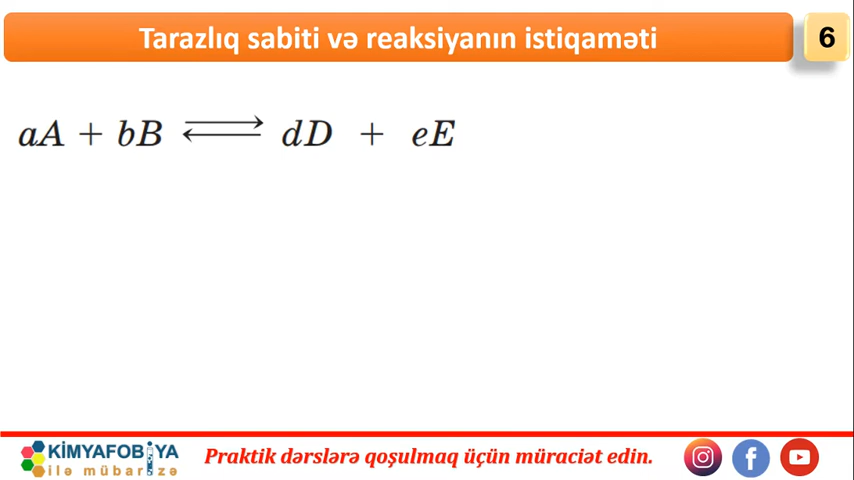 Tarazlıq sabiti və reaksiyanın istiqaməti
6
aA + bB ⇌ dD + eE
KİMYAFOBİYA
ilə mübarizə
Praktik dərslərə qoşulmaq üçün müraciət edin.